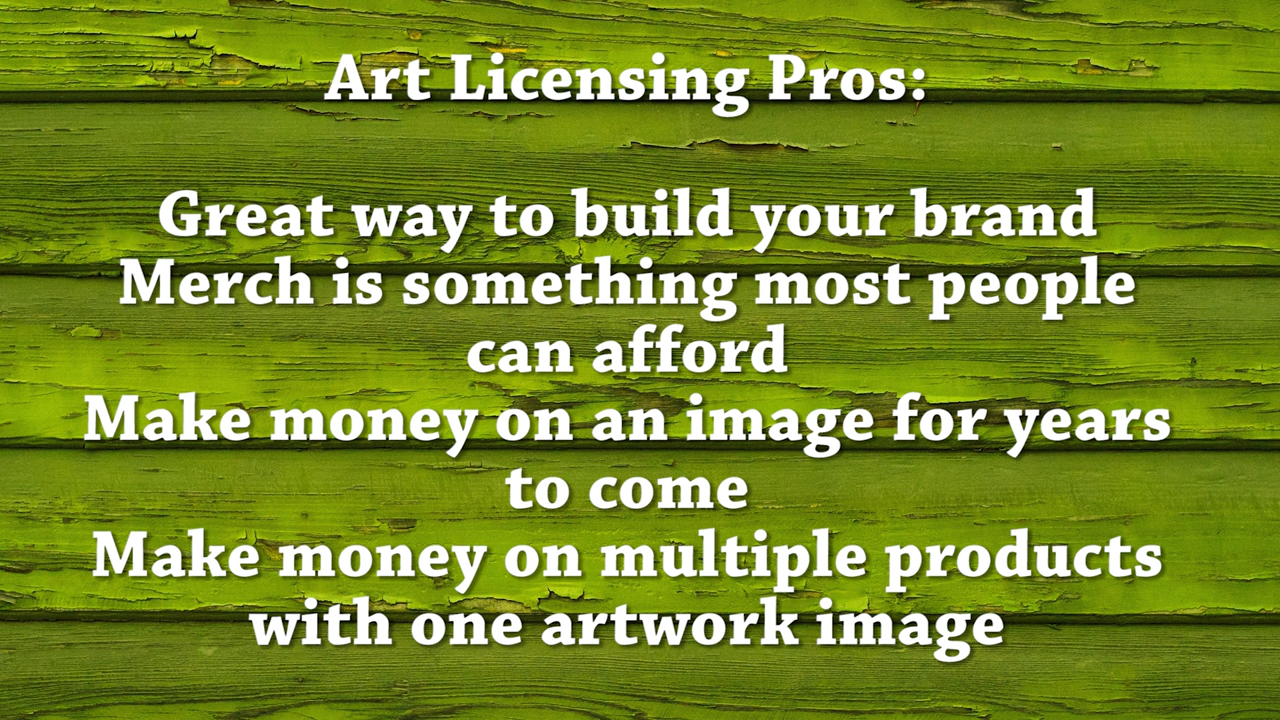 Art Licensing Pros:
Great way to build your brand
Merch is something most people
can afford
Make money on an image for years
to come
Make money on multiple products
with one artwork image